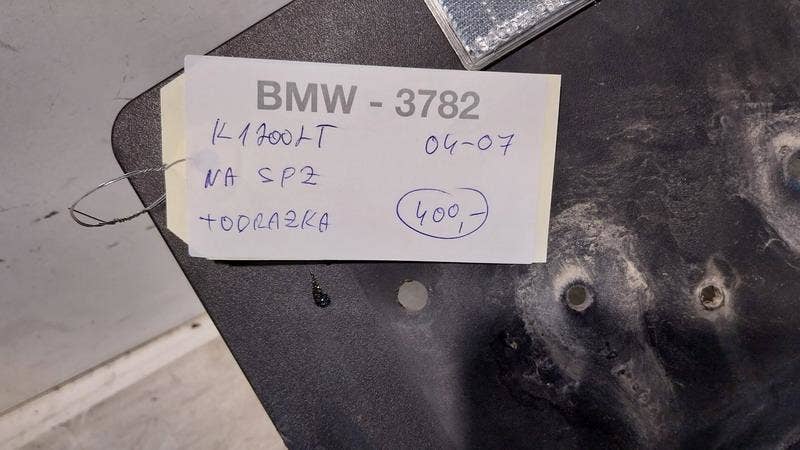 BMW - 3782
K1200LT 04-07
NA SPZ
+ODRAZKA 400,-